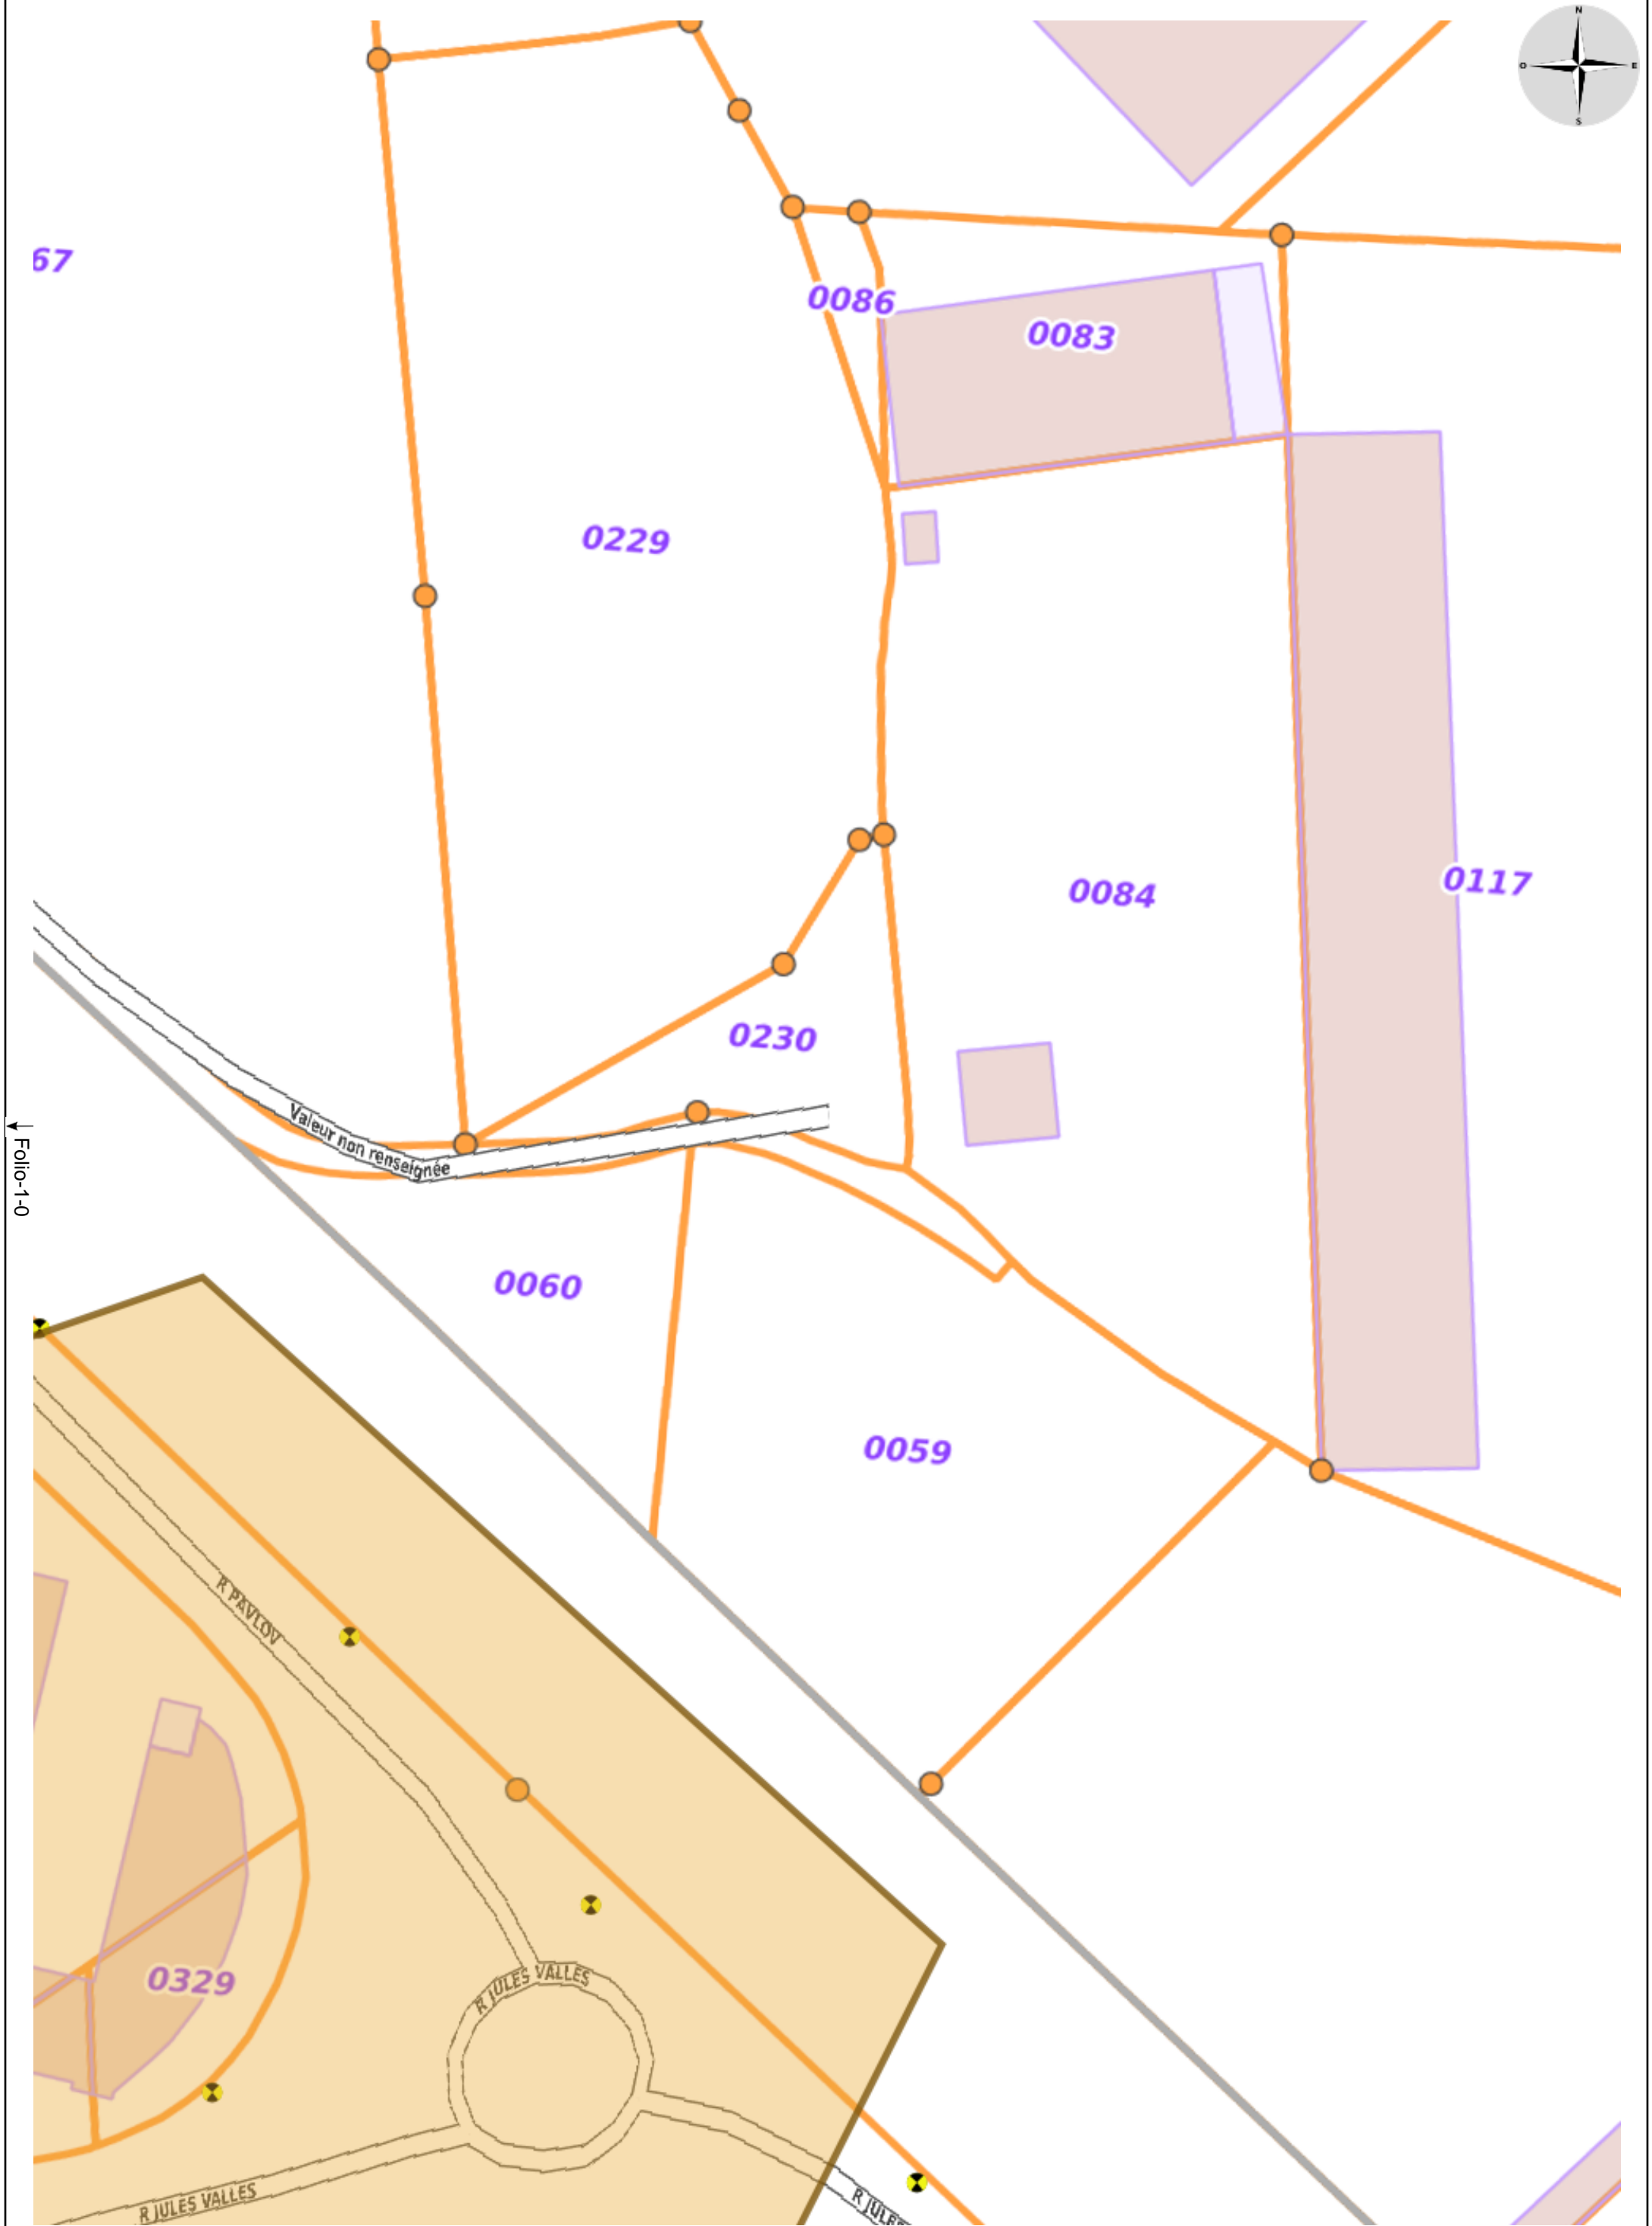 N
O
E
S
67
0086
0083
0229
0084
0117
0230
Valeur non renseignée
Folio-1-0
0060
0059
R PAVLOV
R JULES VALLES
0329
R JULES VALLES
R JULES